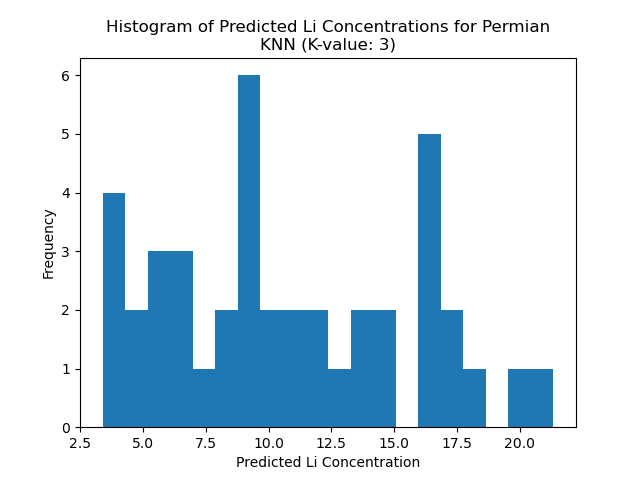 Histogram of Predicted Li Concentrations for Permian
KNN (K-value: 3)
6
5
4
3
2
1
0
Frequency
2.5 5.0 7.5 10.0 12.5 15.0 17.5 20.0
Predicted Li Concentration